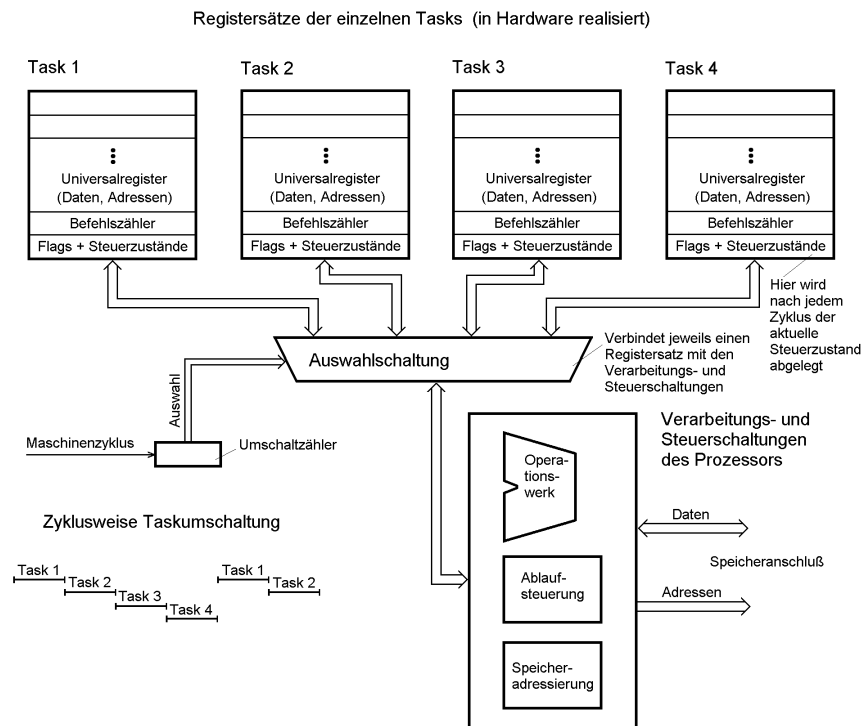 Registersätze der einzelnen Tasks (in Hardware realisiert)
Task 1
Task 2
Task 3
Task 4
Universalregister
(Daten, Adressen)
Befehlszähler
Flags + Steuerzustände
Universalregister
(Daten, Adressen)
Befehlszähler
Flags + Steuerzustände
Universalregister
(Daten, Adressen)
Befehlszähler
Flags + Steuerzustände
Universalregister
(Daten, Adressen)
Befehlszähler
Flags + Steuerzustände
Hier wird
nach jedem
Zyklus der
aktuelle
Steuerzustand
abgelegt
Auswahlschaltung
Verbindet jeweils einen
Registersatz mit den
Verarbeitungs- und
Steuerschaltungen
Auswahl
Maschinenzyklus
Umschaltzähler
Verarbeitungs- und
Steuerschaltungen
des Prozessors
Opera-
tions-
werk
Ablauf-
steuerung
Speicher-
adressierung
Daten
Speicheranschluß
Adressen
Zyklusweise Taskumschaltung
Task 1
Task 2
Task 3
Task 4
Task 1
Task 2